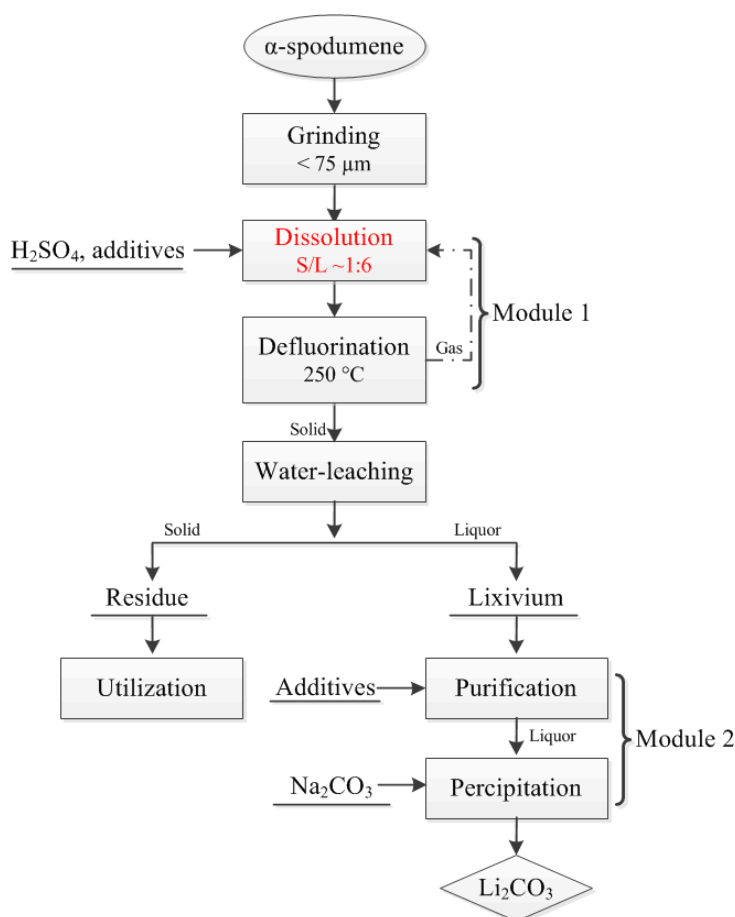 α-spodumene
Grinding
< 75 μm
H₂SO₄, additives
Dissolution
S/L ~1:6
Module 1
Defluorination
250 °C
Gas
Solid
Water-leaching
Solid
Liquor
Residue
Lixivium
Utilization
Additives
Purification
Liquor
Module 2
Na₂CO₃
Percipitation
Li₂CO₃